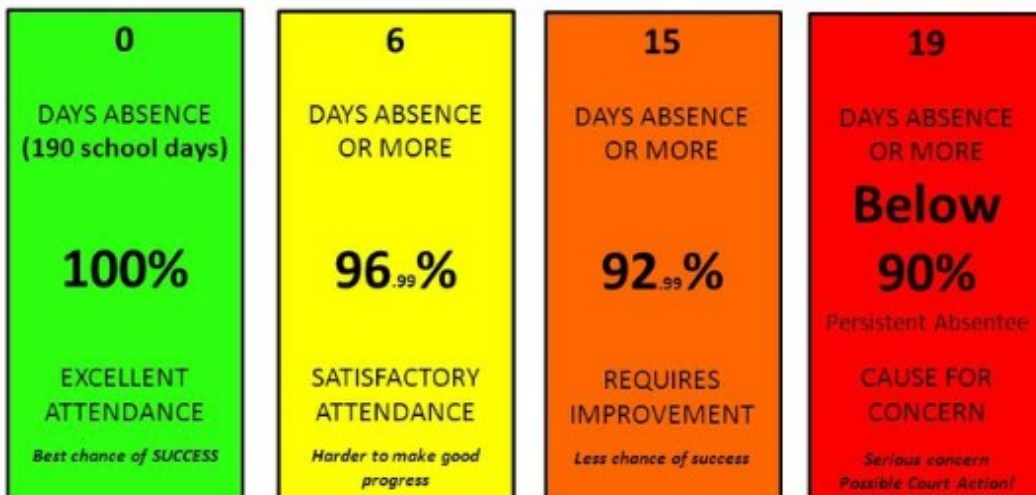 0
DAYS ABSENCE
(190 school days)
100%
EXCELLENT
ATTENDANCE
Best chance of SUCCESS
6
DAYS ABSENCE
OR MORE
96.99%
SATISFACTORY
ATTENDANCE
Harder to make good
progress
15
DAYS ABSENCE
OR MORE
92.99%
REQUIRES
IMPROVEMENT
Less chance of success
19
DAYS ABSENCE
OR MORE
Below
90%
Persistent Absentee
CAUSE FOR
CONCERN
Serious concern
Possible Court Action!